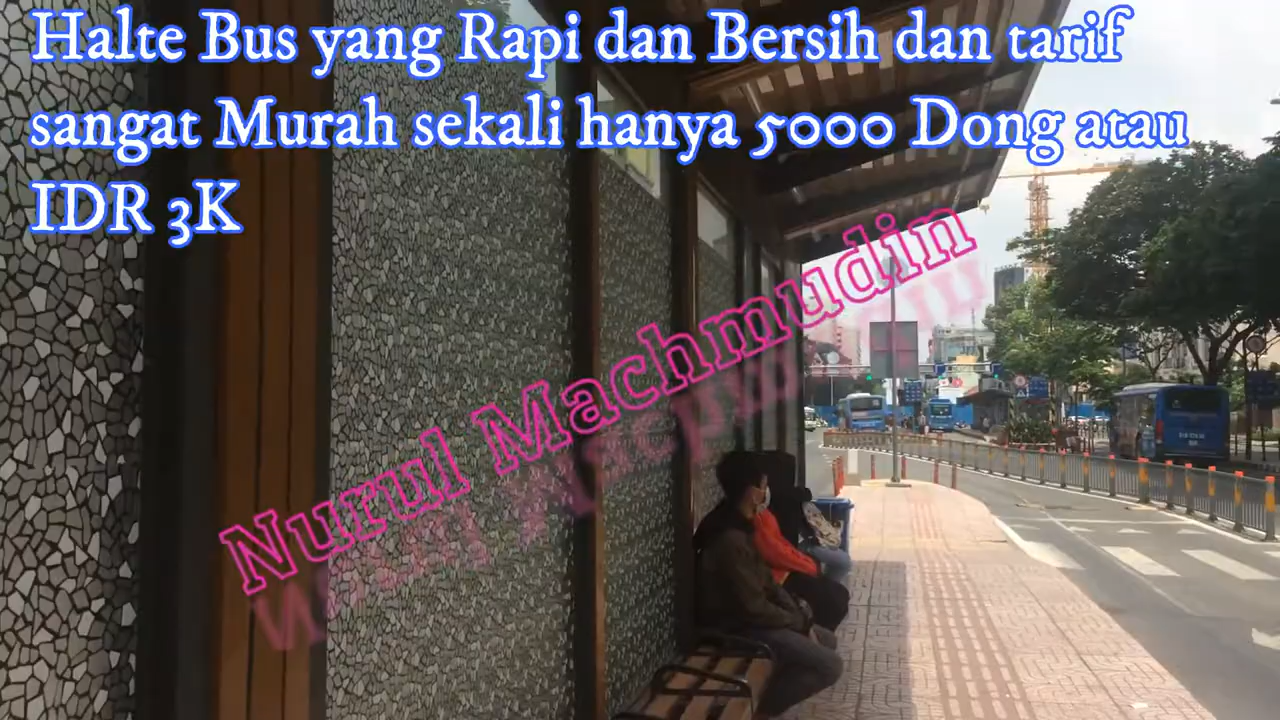 Halte Bus yang Rapi dan Bersih dan tarif
sangat Murah sekali hanya 5000 Dong atau
IDR 3K
Nurul Machmudin